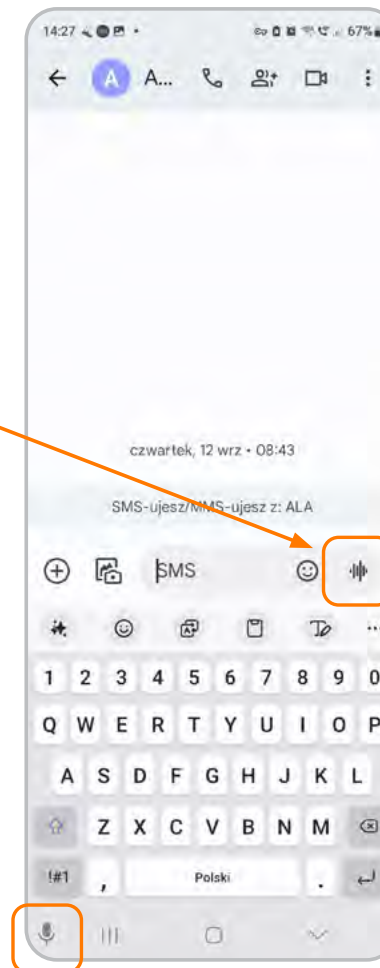 14:27 67%
A A...
czwartek, 12 wrz • 08:43
SMS-ujesz/MMS-ujesz z: ALA
SMS
1 2 3 4 5 6 7 8 9 0
Q W E R T Y U I O P
A S D F G H J K L
Z X C V B N M
!#1 , Polski .